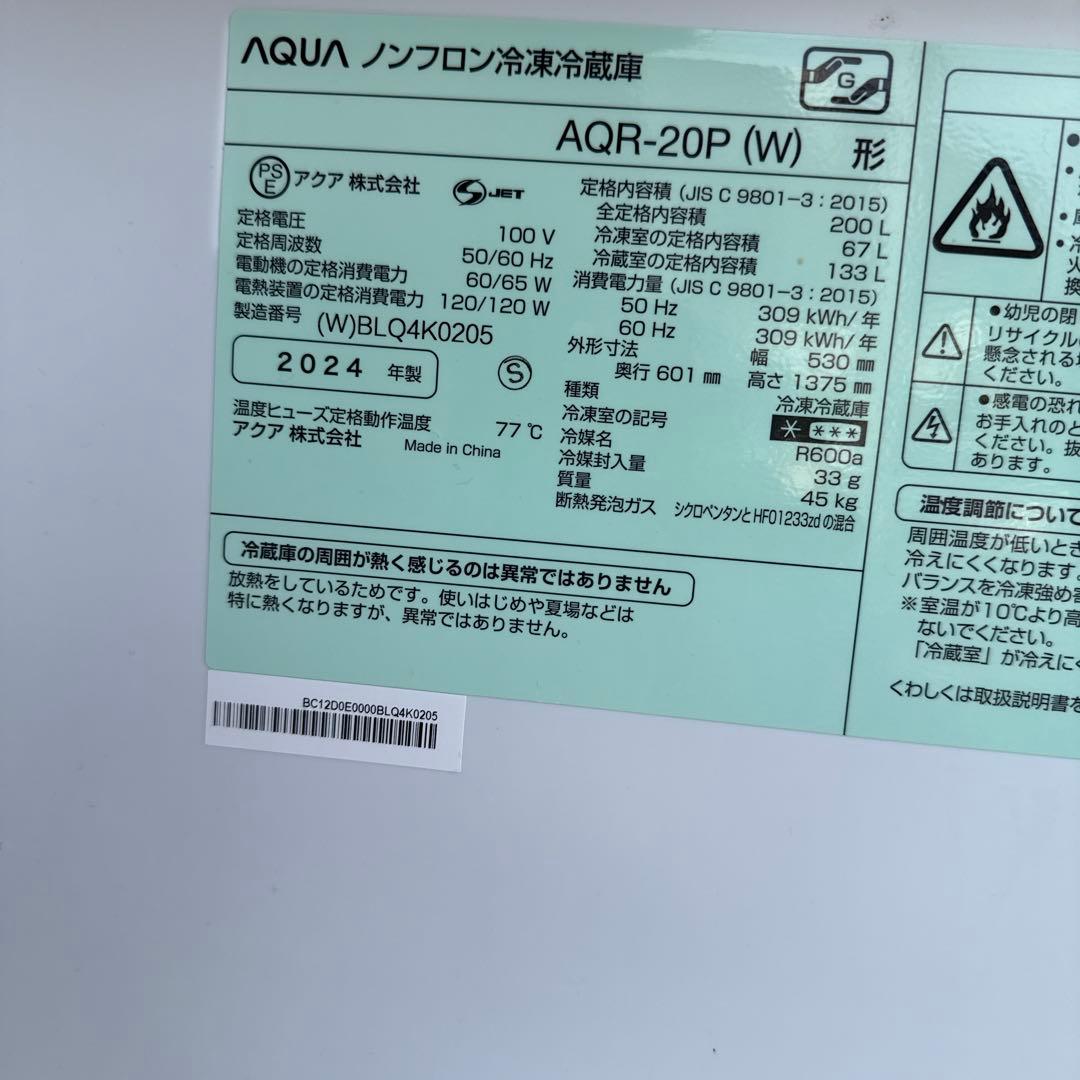 AQUA ノンフロン冷凍冷蔵庫
G
AQR-20P (W) 形
PS
E
アクア 株式会社
S JET
定格電圧 100 V
定格周波数 50/60 Hz
電動機の定格消費電力 60/65 W
電熱装置の定格消費電力 120/120 W
製造番号 (W)BLQ4K0205
2024 年製
S
温度ヒューズ定格動作温度 77 ℃
アクア 株式会社 Made in China
定格内容積 (JIS C 9801-3 : 2015)
全定格内容積 200 L
冷凍室の定格内容積 67 L
冷蔵室の定格内容積 133 L
消費電力量 (JIS C 9801-3 : 2015)
50 Hz 309 kWh/年
60 Hz 309 kWh/年
外形寸法 幅 530 ㎜
奥行 601 ㎜ 高さ 1375 ㎜
種類 冷凍冷蔵庫
冷凍室の記号 * ***
冷媒名 R600a
冷媒封入量 33 g
質量 45 kg
断熱発泡ガス シクロペンタンとHFO1233zdの混合
冷蔵庫の周囲が熱く感じるのは異常ではありません
放熱をしているためです。使いはじめや夏場などは
特に熱くなりますが、異常ではありません。
BC12D0E0000BLQ4K0205
●幼児の閉
リサイクル
懸念される
ください。
●感電の恐れ
お手入れのと
ください。抜
あります。
温度調節について
周囲温度が低いとき
冷えにくくなります。
バランスを冷凍強め
※室温が10℃より高
ないでください。
「冷蔵室」が冷えにく
くわしくは取扱説明書を